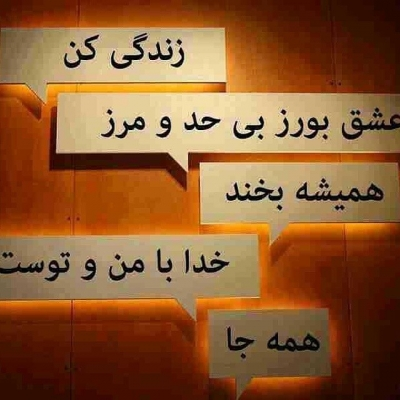 زندگی کن
عشق بورز بی حد و مرز
همیشه بخند
خدا با من و توست
همه جا